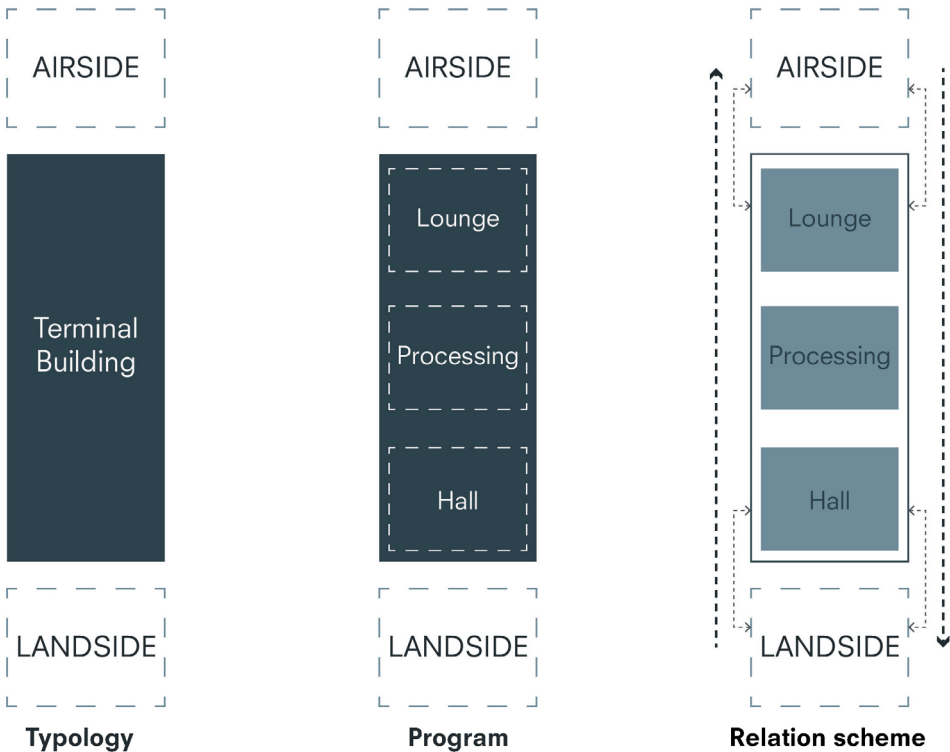 AIRSIDE
Terminal
Building
LANDSIDE
Typology
AIRSIDE
Lounge
Processing
Hall
LANDSIDE
Program
AIRSIDE
Lounge
Processing
Hall
LANDSIDE
Relation scheme